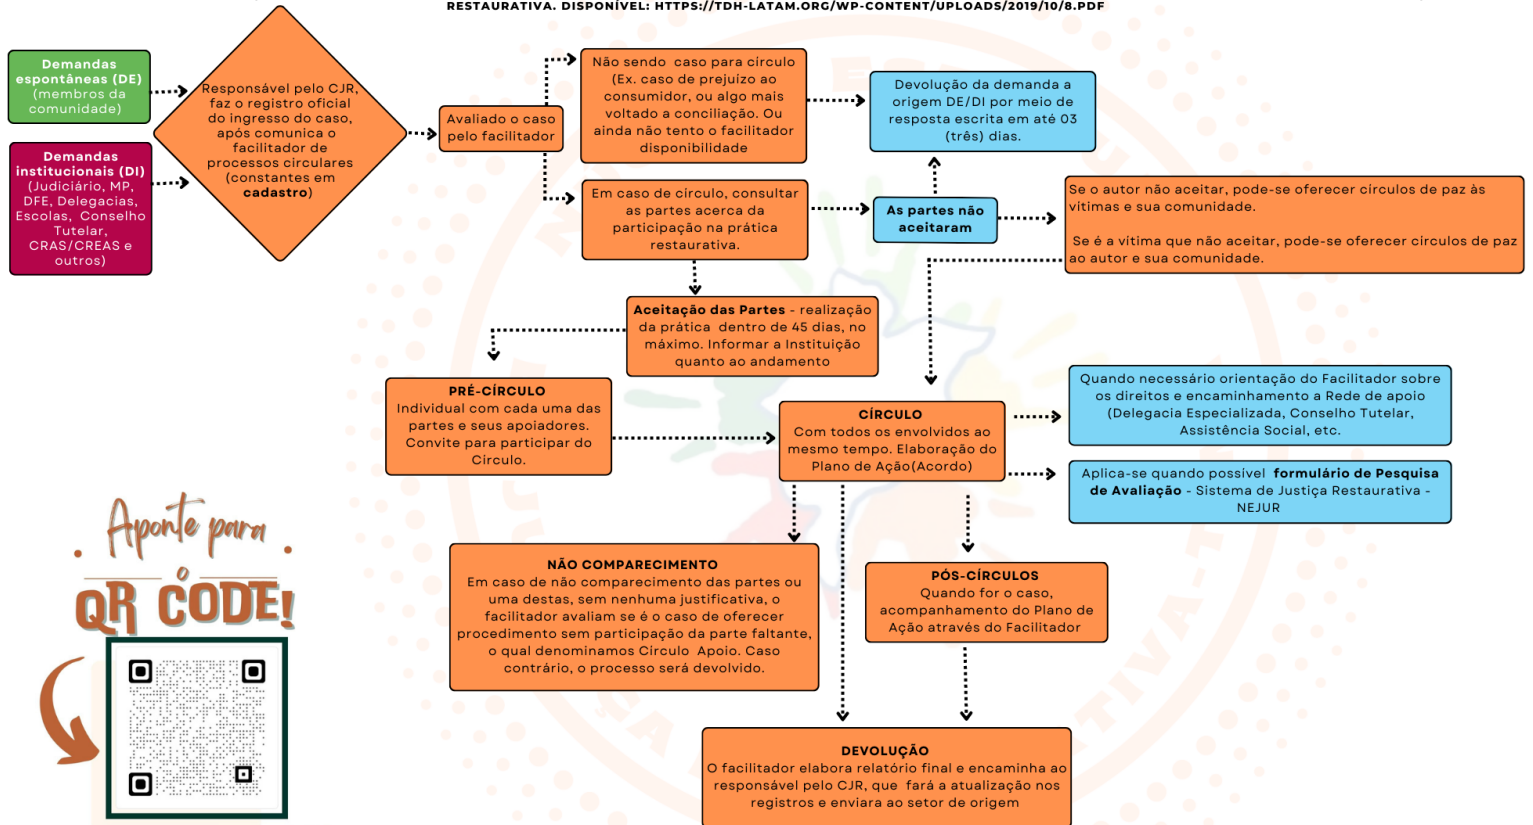 RESTAURATIVA. DISPONÍVEL: HTTPS://TDH-LATAM.ORG/WP-CONTENT/UPLOADS/2019/10/8.PDF
Demandas
espontâneas (DE)
(membros da
comunidade)
Demandas
institucionais (DI)
(Judiciário, MP,
DFE, Delegacias,
Escolas, Conselho
Tutelar,
CRAS/CREAS e
outros)
Responsável pelo CJR,
faz o registro oficial
do ingresso do caso,
após comunica o
facilitador de
processos circulares
(constantes em
cadastro)
Avaliado o caso
pelo facilitador
Não sendo caso para círculo
(Ex. caso de prejuízo ao
consumidor, ou algo mais
voltado a conciliação. Ou
ainda não tento o facilitador
disponibilidade
Devolução da demanda a
origem DE/DI por meio de
resposta escrita em até 03
(três) dias.
Em caso de círculo, consultar
as partes acerca da
participação na prática
restaurativa.
As partes não
aceitaram
Se o autor não aceitar, pode-se oferecer círculos de paz às
vítimas e sua comunidade.
Se é a vítima que não aceitar, pode-se oferecer circulos de paz
ao autor e sua comunidade.
Aceitação das Partes - realização
da prática dentro de 45 dias, no
máximo. Informar a Instituição
quanto ao andamento
PRÉ-CÍRCULO
Individual com cada uma das
partes e seus apoiadores.
Convite para participar do
Círculo.
CÍRCULO
Com todos os envolvidos ao
mesmo tempo. Elaboração do
Plano de Ação(Acordo)
Quando necessário orientação do Facilitador sobre
os direitos e encaminhamento a Rede de apoio
(Delegacia Especializada, Conselho Tutelar,
Assistência Social, etc.
Aplica-se quando possível formulário de Pesquisa
de Avaliação - Sistema de Justiça Restaurativa -
NEJUR
NÃO COMPARECIMENTO
Em caso de não comparecimento das partes ou
uma destas, sem nenhuma justificativa, o
facilitador avaliam se é o caso de oferecer
procedimento sem participação da parte faltante,
o qual denominamos Círculo Apoio. Caso
contrário, o processo será devolvido.
PÓS-CÍRCULOS
Quando for o caso,
acompanhamento do Plano de
Ação através do Facilitador
DEVOLUÇÃO
O facilitador elabora relatório final e encaminha ao
responsável pelo CJR, que fará a atualização nos
registros e enviara ao setor de origem
Aponte para
o
QR CODE!